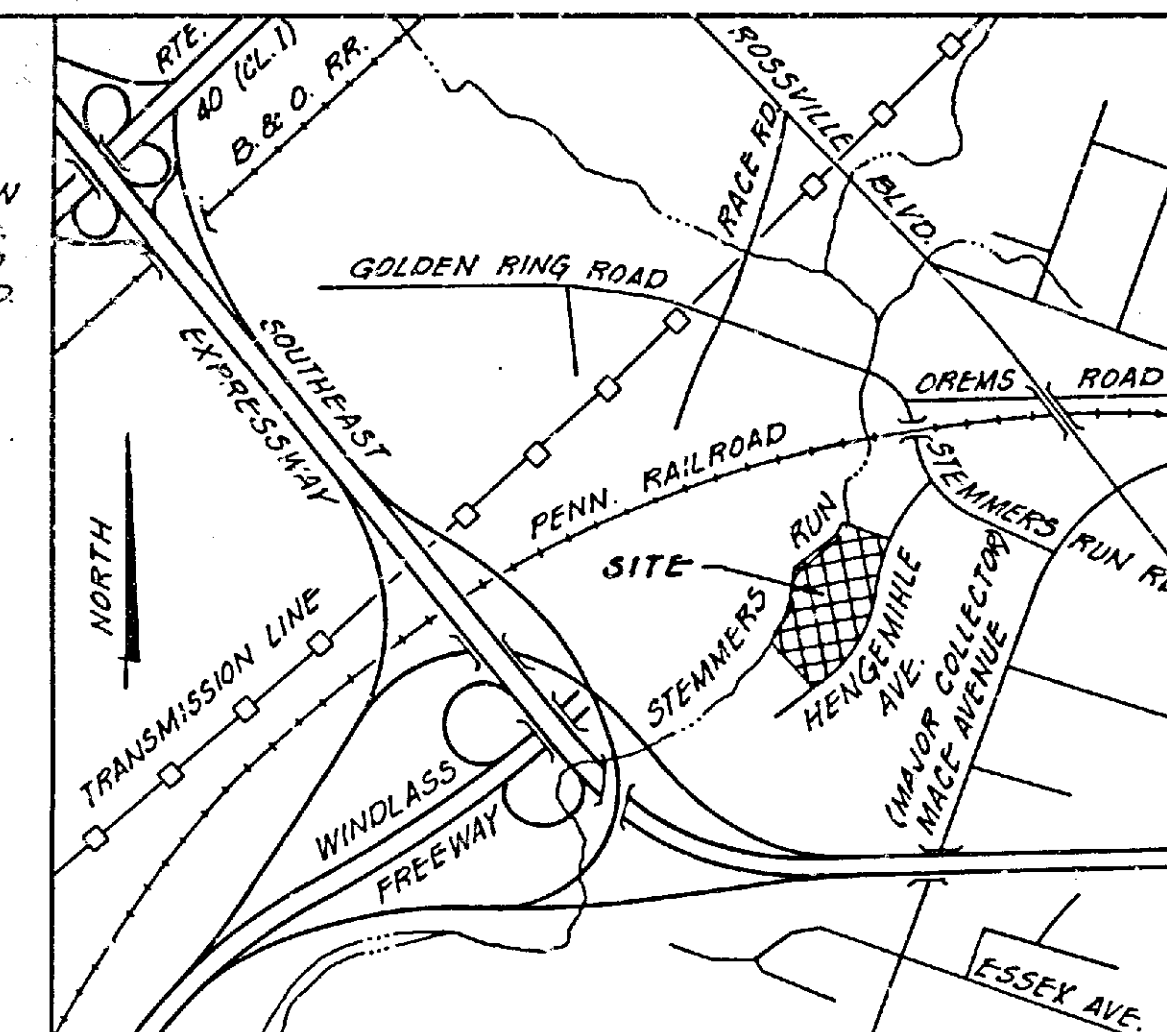 RTE.
40 (CL.I)
B. & O. RR.
ROSSVILLE
BLVD.
RACE RD.
GOLDEN RING ROAD
SOUTHEAST
EXPRESSWAY
OREMS ROAD
PENN. RAILROAD
STEMMERS RUN
STEMMERS RUN
NORTH
SITE
HENGEMIHLE
AVE.
(MAJOR COLLECTOR)
MACE AVENUE
TRANSMISSION LINE
WINDLASS
FREEWAY
ESSEX AVE.